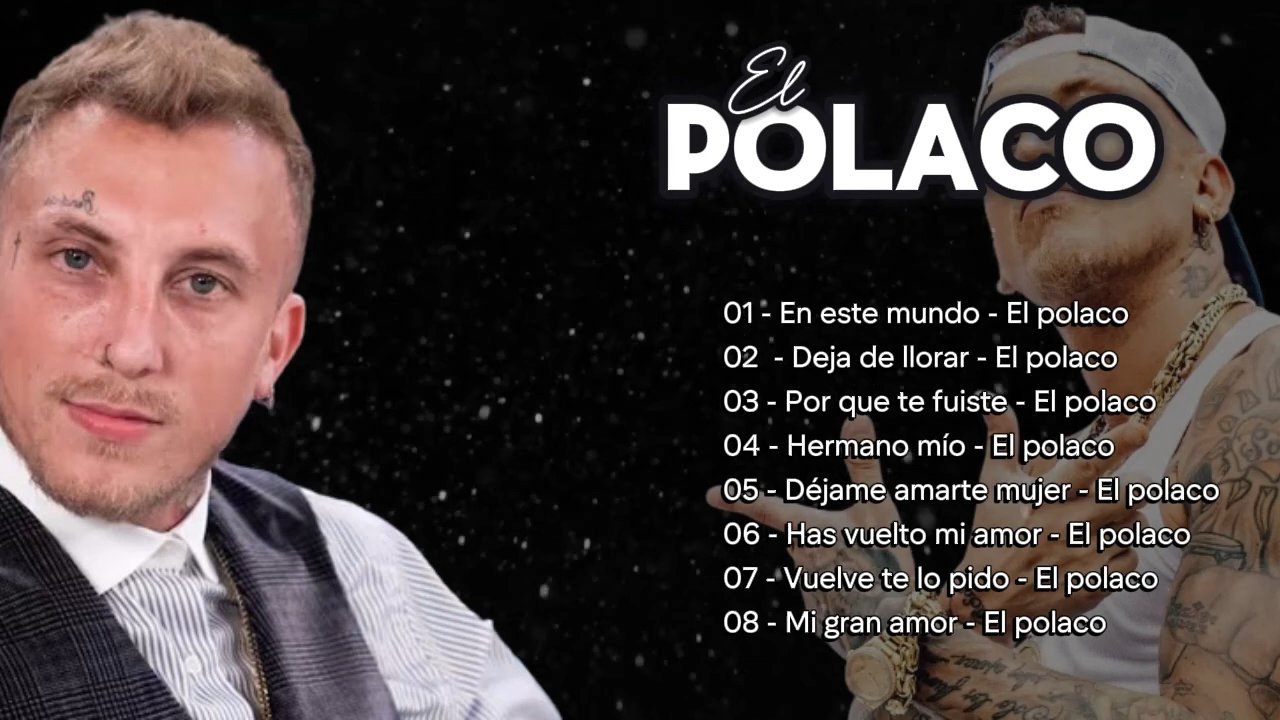 El
POLACO
01 - En este mundo - El polaco
02 - Deja de llorar - El polaco
03 - Por que te fuiste - El polaco
04 - Hermano mío - El polaco
05 - Déjame amarte mujer - El polaco
06 - Has vuelto mi amor - El polaco
07 - Vuelve te lo pido - El polaco
08 - Mi gran amor - El polaco